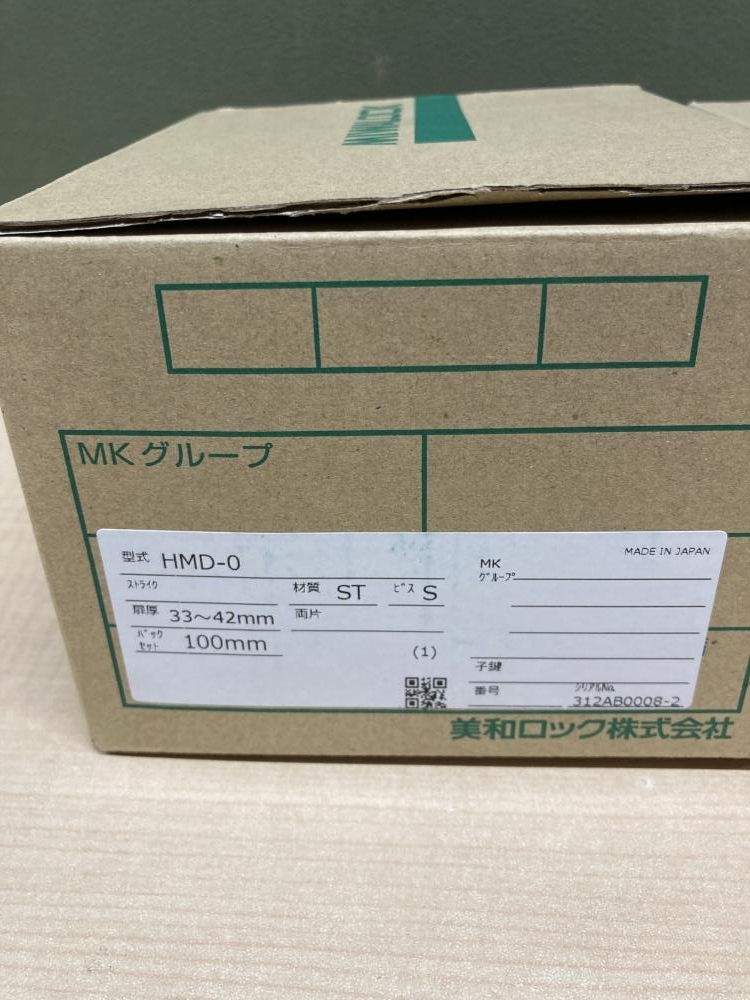 MIWA LOCK
MKグループ
型式 HMD-0
MADE IN JAPAN
ストライク
材質 ST
ビス S
MK
グループ
扉厚 33～42mm
両片
バックセット 100mm
(1)
子鍵
番号
シリアルNo. 312AB0008-2
美和ロック株式会社